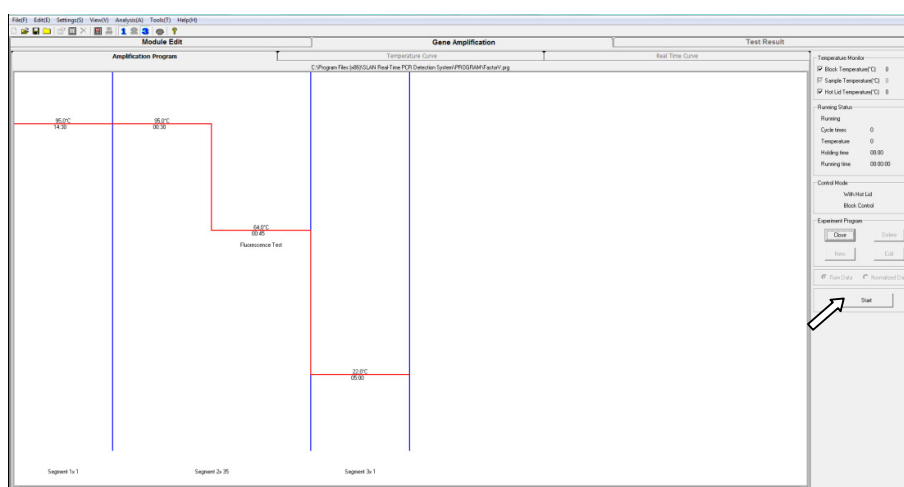 File(F) Edit(E) Settings(S) View(V) Analysis(A) Tools(T) Help(H)
1 3 ?
Module Edit Gene Amplification Test Result
Amplification Program Temperature Curve Real Time Curve
C:\Program Files (x86)\SLAN Real-Time PCR Detection System\PROGRAM\FactorV.prg
95.0°C
14:30
95.0°C
00:30
64.0°C
00:45
Fluorescence Test
22.0°C
05:00
Segment 1x 1 Segment 2x 35 Segment 3x 1
Temperature Monitor
Block Temperature(°C) 0
Sample Temperature(°C) 0
Hot Lid Temperature(°C) 0
Running Status
Running
Cycle times 0
Temperature 0
Holding time 00:00
Running time 00:00:00
Control Mode
With Hot Lid
Block Control
Experiment Program
Close Delete
New Edit
Raw Data Normalized Da
Start